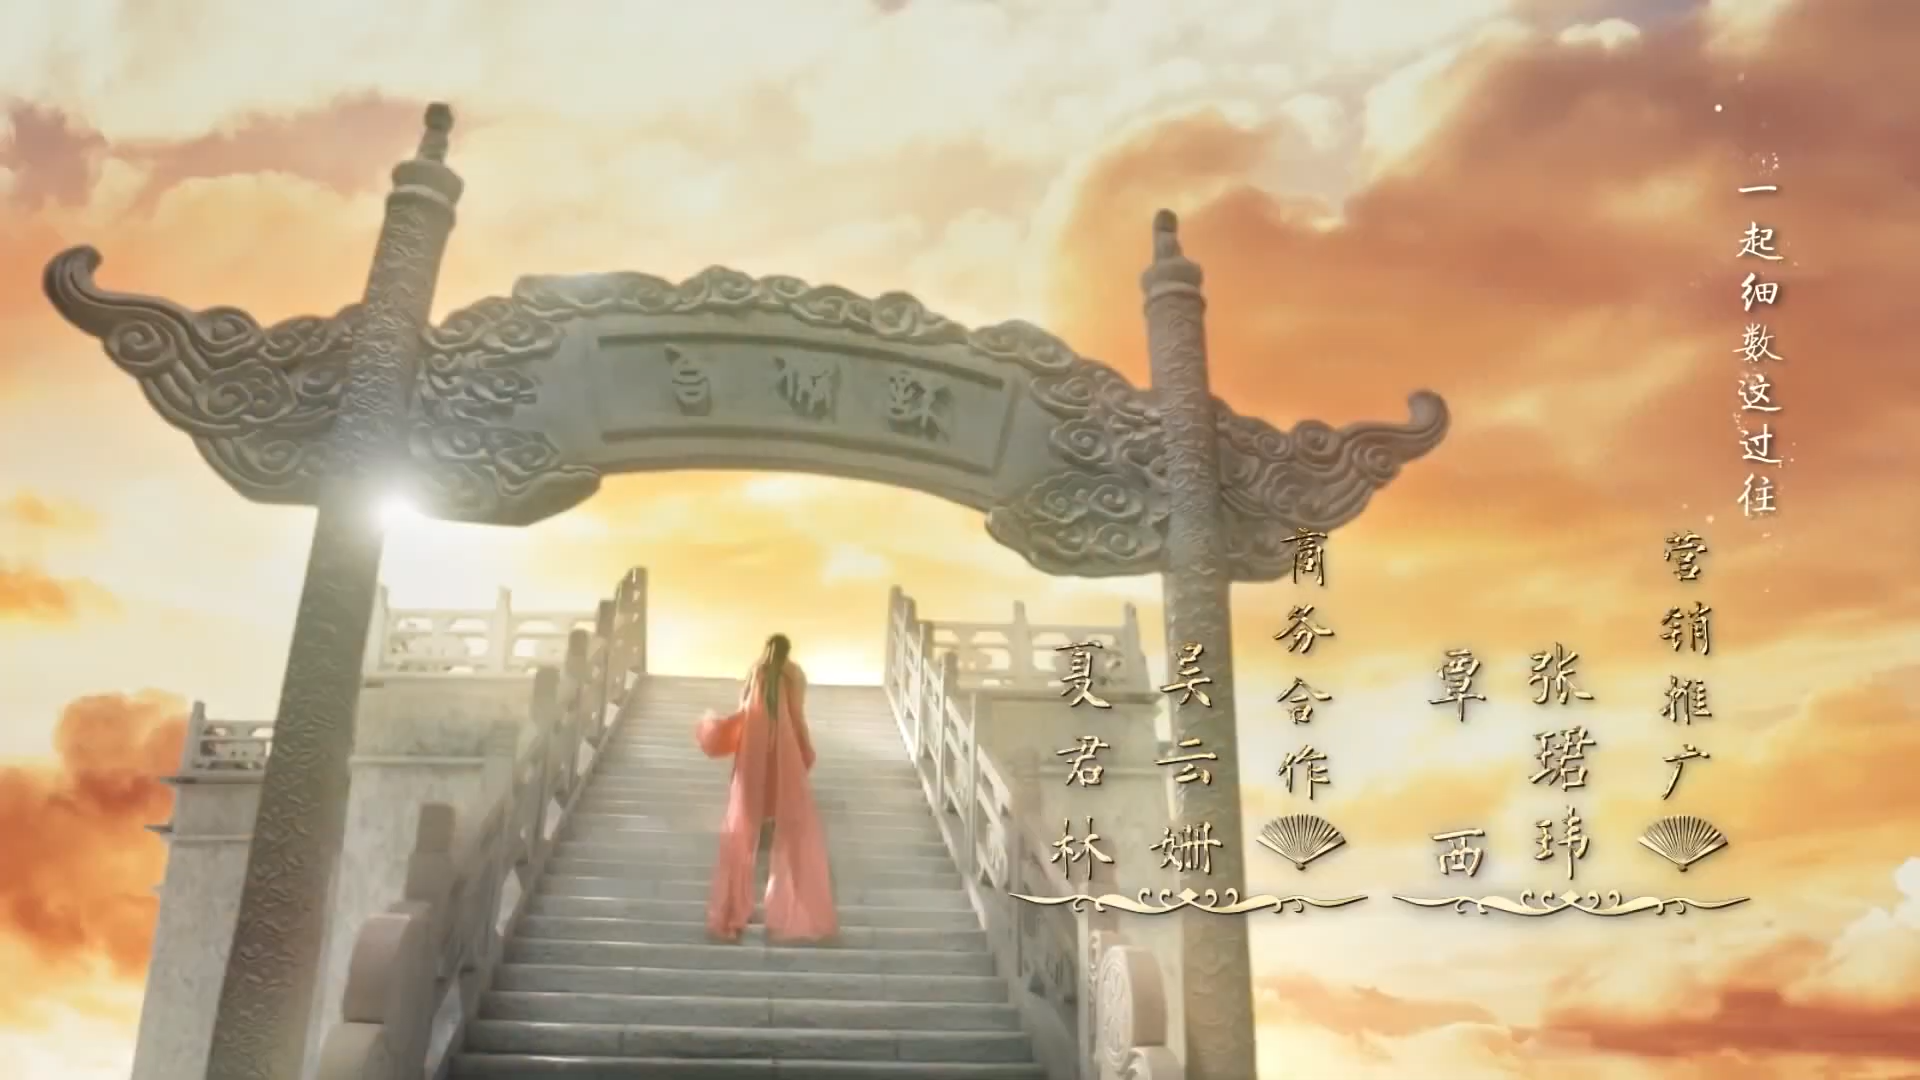 一起细数这过往
营销推广
张珺玮
覃西
商务合作
吴云姗
夏君林